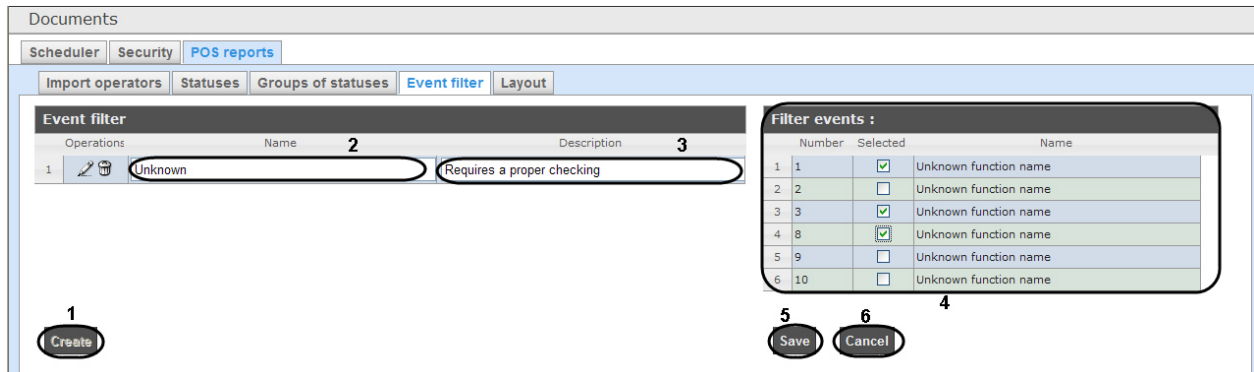 Documents
Scheduler Security POS reports
Import operators Statuses Groups of statuses Event filter Layout
Event filter
Operations Name 2 Description 3
1 Unknown Requires a proper checking
Filter events :
Number Selected Name
1 1 Unknown function name
2 2 Unknown function name
3 3 Unknown function name
4 8 Unknown function name
5 9 Unknown function name
6 10 Unknown function name
4
1
Create
5 6
Save Cancel